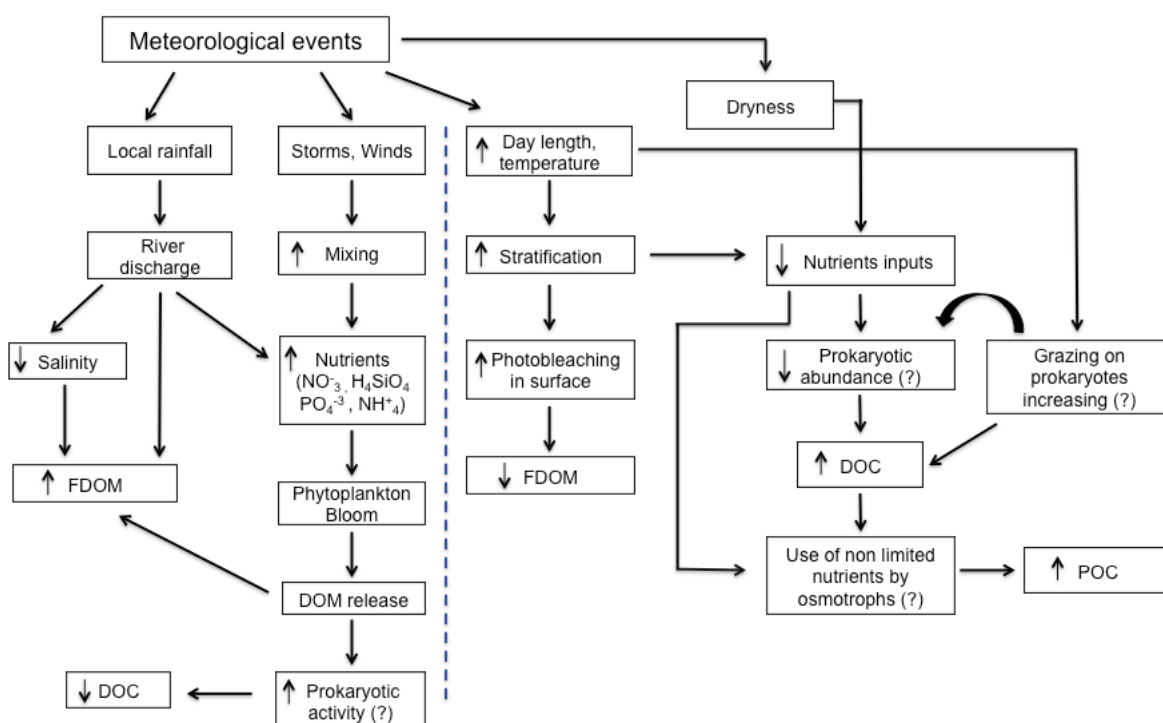 Meteorological events
Dryness
Local rainfall
Storms, Winds
↑ Day length,
temperature
River
discharge
↑ Mixing
↑ Stratification
↓ Nutrients inputs
↓ Salinity
↑ Nutrients
(NO⁻₃, H₄SiO₄
PO₄⁻³, NH⁺₄)
↑ Photobleaching
in surface
↓ Prokaryotic
abundance (?)
Grazing on
prokaryotes
increasing (?)
↑ FDOM
Phytoplankton
Bloom
↓ FDOM
↑ DOC
DOM release
Use of non limited
nutrients by
osmotrophs (?)
↑ POC
↓ DOC
↑ Prokaryotic
activity (?)